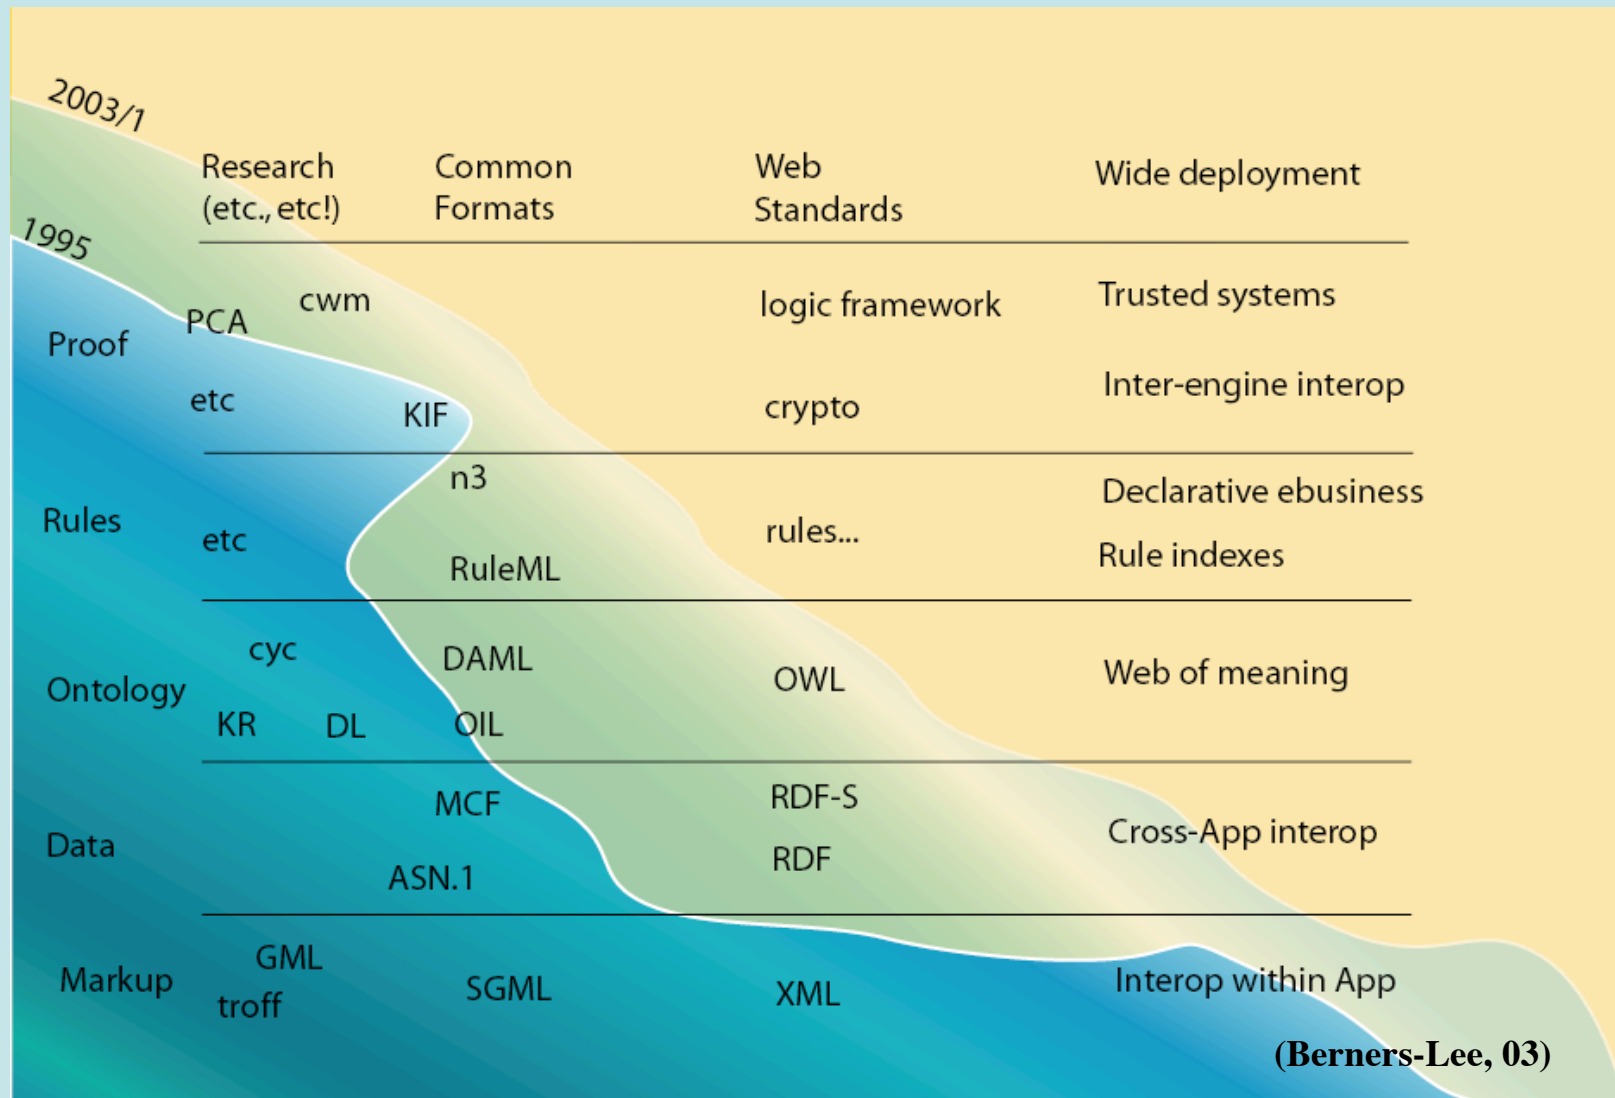 2003/1
Research
(etc., etc!)
Common
Formats
Web
Standards
Wide deployment
1995
Proof
PCA
cwm
logic framework
Trusted systems
etc
KIF
crypto
Inter-engine interop
Rules
etc
n3
RuleML
rules...
Declarative ebusiness
Rule indexes
Ontology
cyc
KR
DL
DAML
OIL
OWL
Web of meaning
Data
MCF
ASN.1
RDF-S
RDF
Cross-App interop
Markup
GML
troff
SGML
XML
Interop within App
(Berners-Lee, 03)